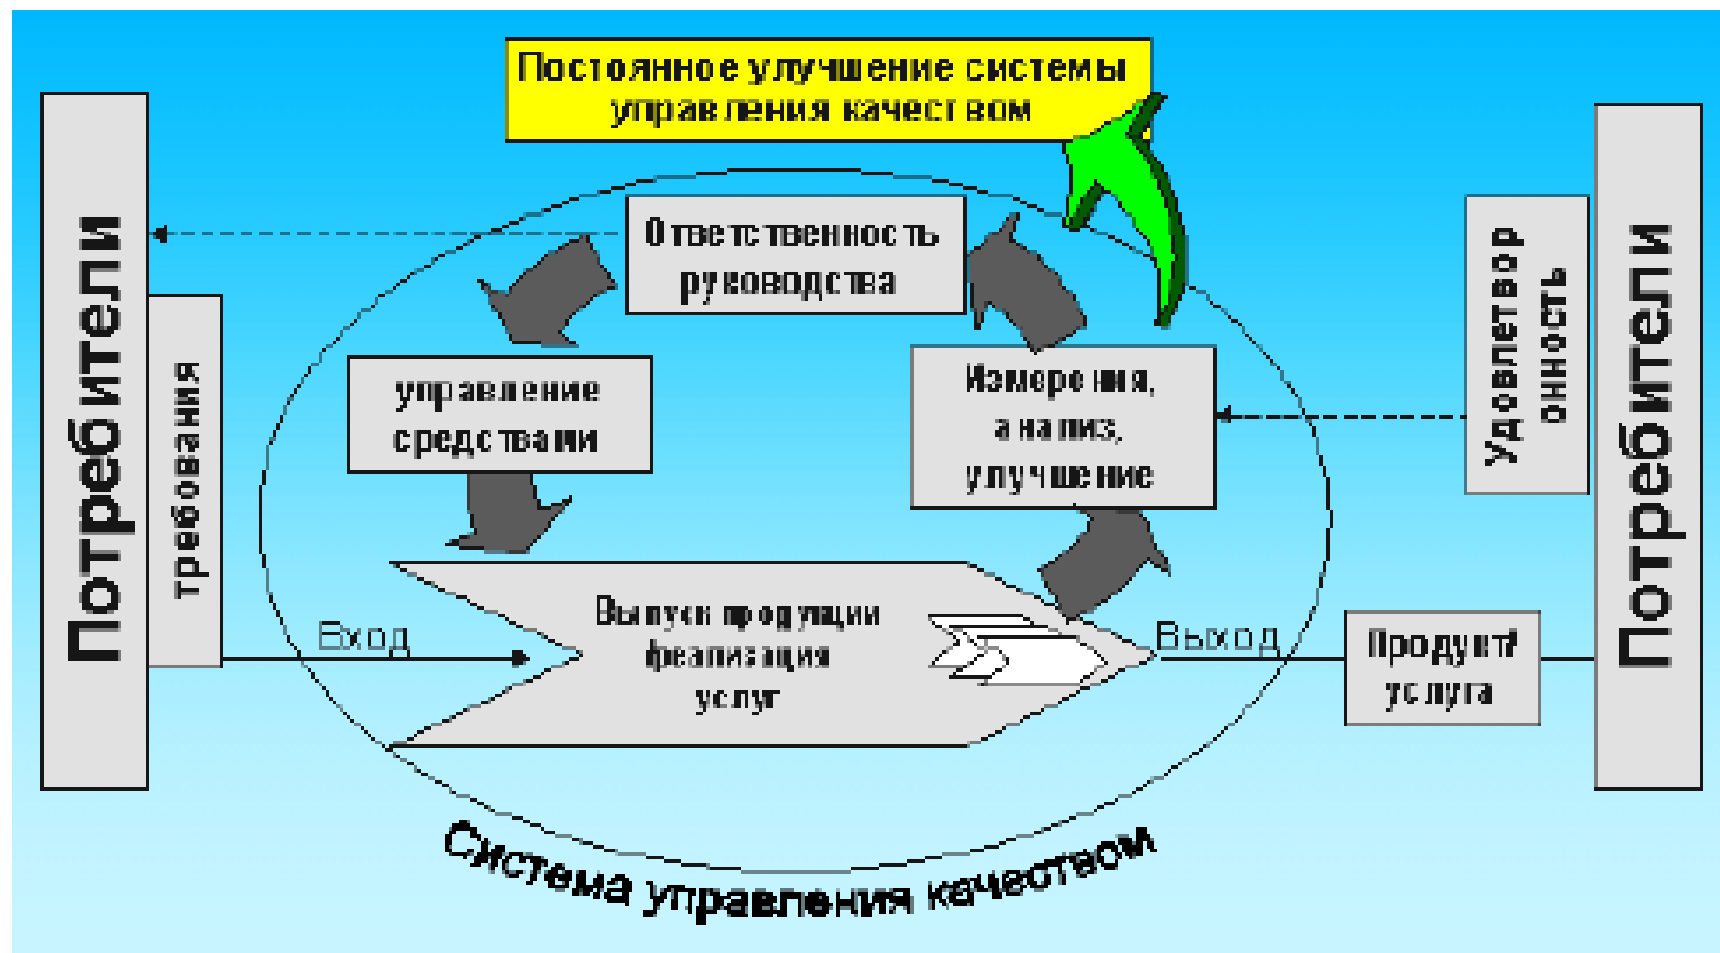 Постоянное улучшение системы
управления качеством
Потребители
требования
Ответственность
руководства
управление
средствами
Измерения,
анализ,
улучшение
Удовлетвор
онность
Потребители
Вход
Выпуск продукции
/реализация
услуг
Выход
Продукт/
услуга
Система управления качеством